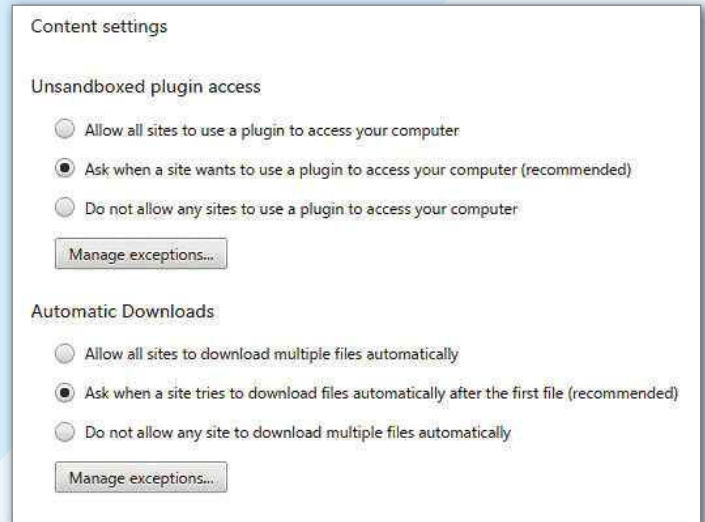 Content settings
Unsandboxed plugin access
Allow all sites to use a plugin to access your computer
Ask when a site wants to use a plugin to access your computer (recommended)
Do not allow any sites to use a plugin to access your computer
Manage exceptions...
Automatic Downloads
Allow all sites to download multiple files automatically
Ask when a site tries to download files automatically after the first file (recommended)
Do not allow any site to download multiple files automatically
Manage exceptions...